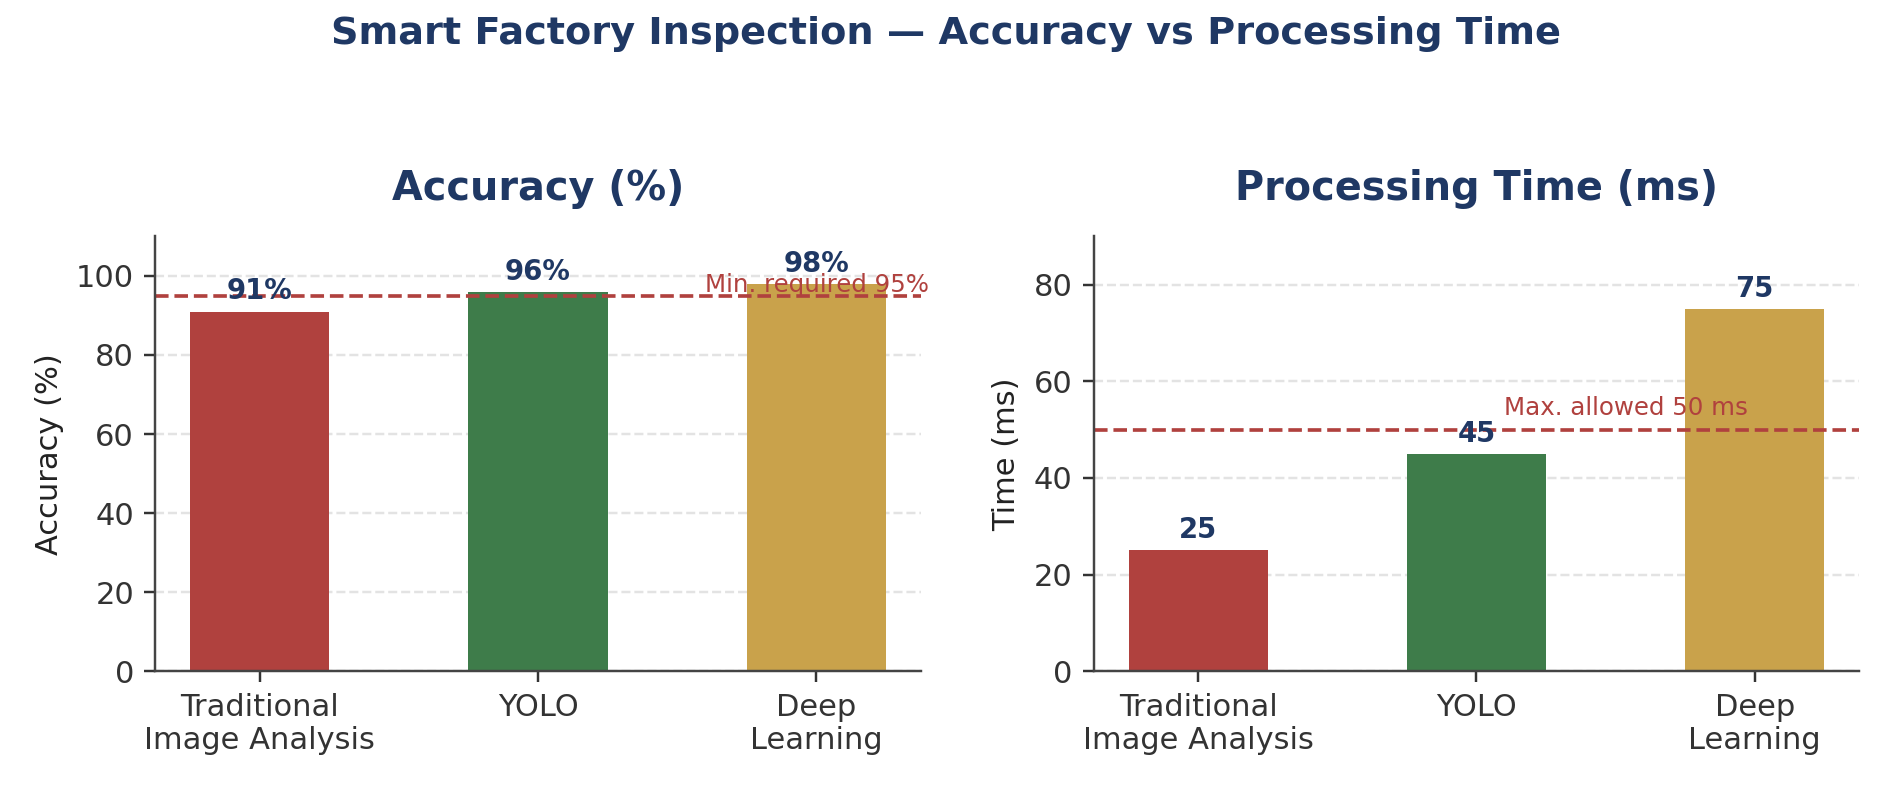 Smart Factory Inspection — Accuracy vs Processing Time
Accuracy (%)
Accuracy (%)
100
80
60
40
20
0
91%
96%
98%
Min. required 95%
Traditional
Image Analysis
YOLO
Deep
Learning
Processing Time (ms)
Time (ms)
80
60
40
20
0
25
45
75
Max. allowed 50 ms
Traditional
Image Analysis
YOLO
Deep
Learning